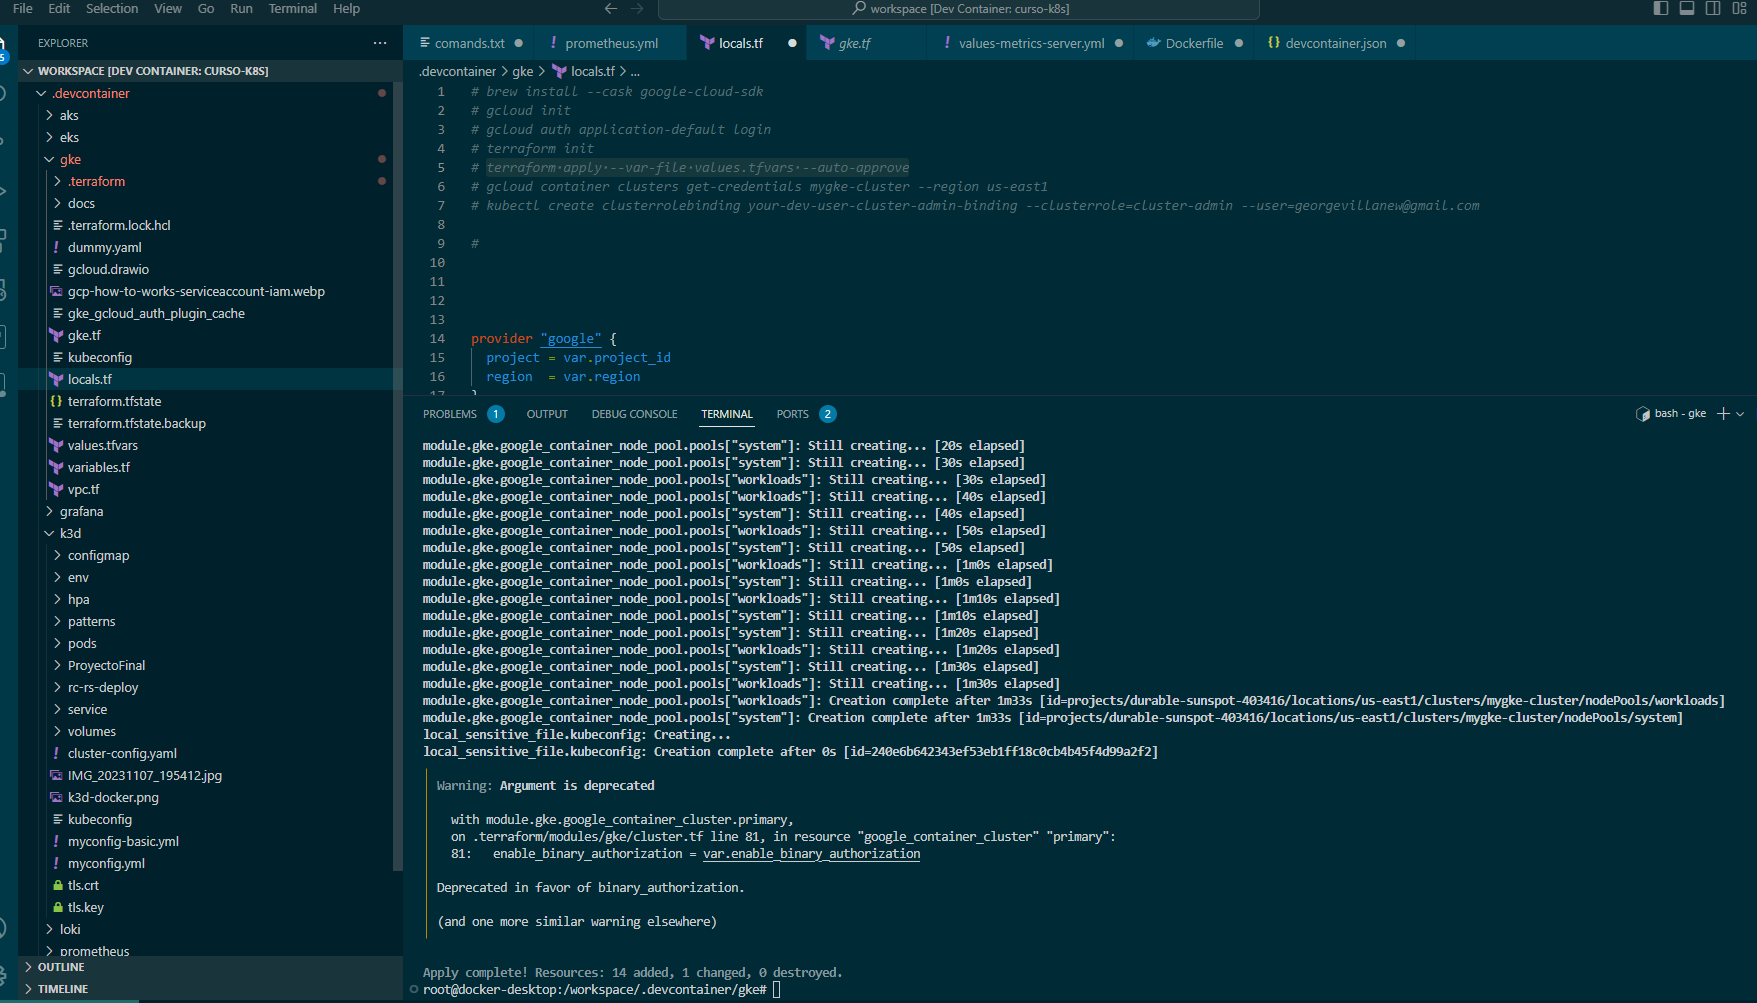 File Edit Selection View Go Run Terminal Help
workspace [Dev Container: curso-k8s]
EXPLORER
WORKSPACE [DEV CONTAINER: CURSO-K8S]
.devcontainer
aks
eks
gke
.terraform
docs
.terraform.lock.hcl
dummy.yaml
gcloud.drawio
gcp-how-to-works-serviceaccount-iam.webp
gke_gcloud_auth_plugin_cache
gke.tf
kubeconfig
locals.tf
terraform.tfstate
terraform.tfstate.backup
values.tfvars
variables.tf
vpc.tf
grafana
k3d
configmap
env
hpa
patterns
pods
ProyectoFinal
rc-rs-deploy
service
volumes
cluster-config.yaml
IMG_20231107_195412.jpg
k3d-docker.png
kubeconfig
myconfig-basic.yml
myconfig.yml
tls.crt
tls.key
loki
prometheus
OUTLINE
TIMELINE
comands.txt prometheus.yml locals.tf gke.tf values-metrics-server.yml Dockerfile devcontainer.json
.devcontainer > gke > locals.tf > ...
1 # brew install --cask google-cloud-sdk
2 # gcloud init
3 # gcloud auth application-default login
4 # terraform init
5 # terraform·apply·--var-file·values.tfvars·--auto-approve
6 # gcloud container clusters get-credentials mygke-cluster --region us-east1
7 # kubectl create clusterrolebinding your-dev-user-cluster-admin-binding --clusterrole=cluster-admin --user=georgevillanew@gmail.com
8
9 #
10
11
12
13
14 provider "google" {
15 project = var.project_id
16 region = var.region
17 }
PROBLEMS 1 OUTPUT DEBUG CONSOLE TERMINAL PORTS 2 bash - gke
module.gke.google_container_node_pool.pools["system"]: Still creating... [20s elapsed]
module.gke.google_container_node_pool.pools["system"]: Still creating... [30s elapsed]
module.gke.google_container_node_pool.pools["workloads"]: Still creating... [30s elapsed]
module.gke.google_container_node_pool.pools["workloads"]: Still creating... [40s elapsed]
module.gke.google_container_node_pool.pools["system"]: Still creating... [40s elapsed]
module.gke.google_container_node_pool.pools["workloads"]: Still creating... [50s elapsed]
module.gke.google_container_node_pool.pools["system"]: Still creating... [50s elapsed]
module.gke.google_container_node_pool.pools["workloads"]: Still creating... [1m0s elapsed]
module.gke.google_container_node_pool.pools["system"]: Still creating... [1m0s elapsed]
module.gke.google_container_node_pool.pools["workloads"]: Still creating... [1m10s elapsed]
module.gke.google_container_node_pool.pools["system"]: Still creating... [1m10s elapsed]
module.gke.google_container_node_pool.pools["system"]: Still creating... [1m20s elapsed]
module.gke.google_container_node_pool.pools["workloads"]: Still creating... [1m20s elapsed]
module.gke.google_container_node_pool.pools["system"]: Still creating... [1m30s elapsed]
module.gke.google_container_node_pool.pools["workloads"]: Still creating... [1m30s elapsed]
module.gke.google_container_node_pool.pools["workloads"]: Creation complete after 1m33s [id=projects/durable-sunspot-403416/locations/us-east1/clusters/mygke-cluster/nodePools/workloads]
module.gke.google_container_node_pool.pools["system"]: Creation complete after 1m33s [id=projects/durable-sunspot-403416/locations/us-east1/clusters/mygke-cluster/nodePools/system]
local_sensitive_file.kubeconfig: Creating...
local_sensitive_file.kubeconfig: Creation complete after 0s [id=240e6b642343ef53eb1ff18c0cb4b45f4d99a2f2]
Warning: Argument is deprecated
with module.gke.google_container_cluster.primary,
on .terraform/modules/gke/cluster.tf line 81, in resource "google_container_cluster" "primary":
81: enable_binary_authorization = var.enable_binary_authorization
Deprecated in favor of binary_authorization.
(and one more similar warning elsewhere)
Apply complete! Resources: 14 added, 1 changed, 0 destroyed.
root@docker-desktop:/workspace/.devcontainer/gke#